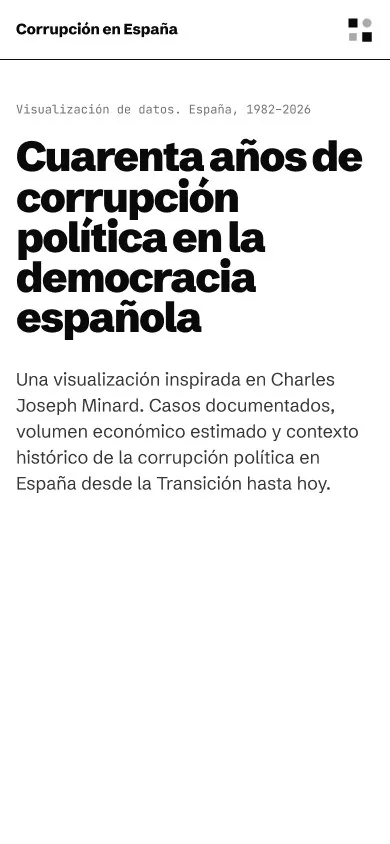 Corrupción en España
Visualización de datos. España, 1982–2026
Cuarenta años de
corrupción
política en la
democracia
española
Una visualización inspirada en Charles
Joseph Minard. Casos documentados,
volumen económico estimado y contexto
histórico de la corrupción política en
España desde la Transición hasta hoy.